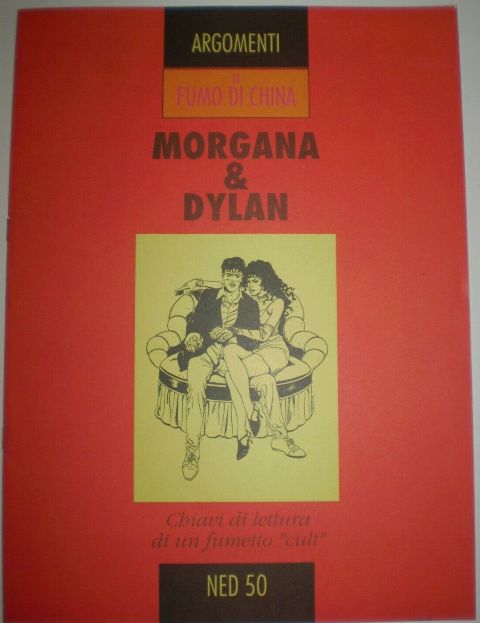 ARGOMENTI
DI
FUMO DI CHINA
MORGANA
&
DYLAN
Chiavi di lettura
di un fumetto "cult"
NED 50